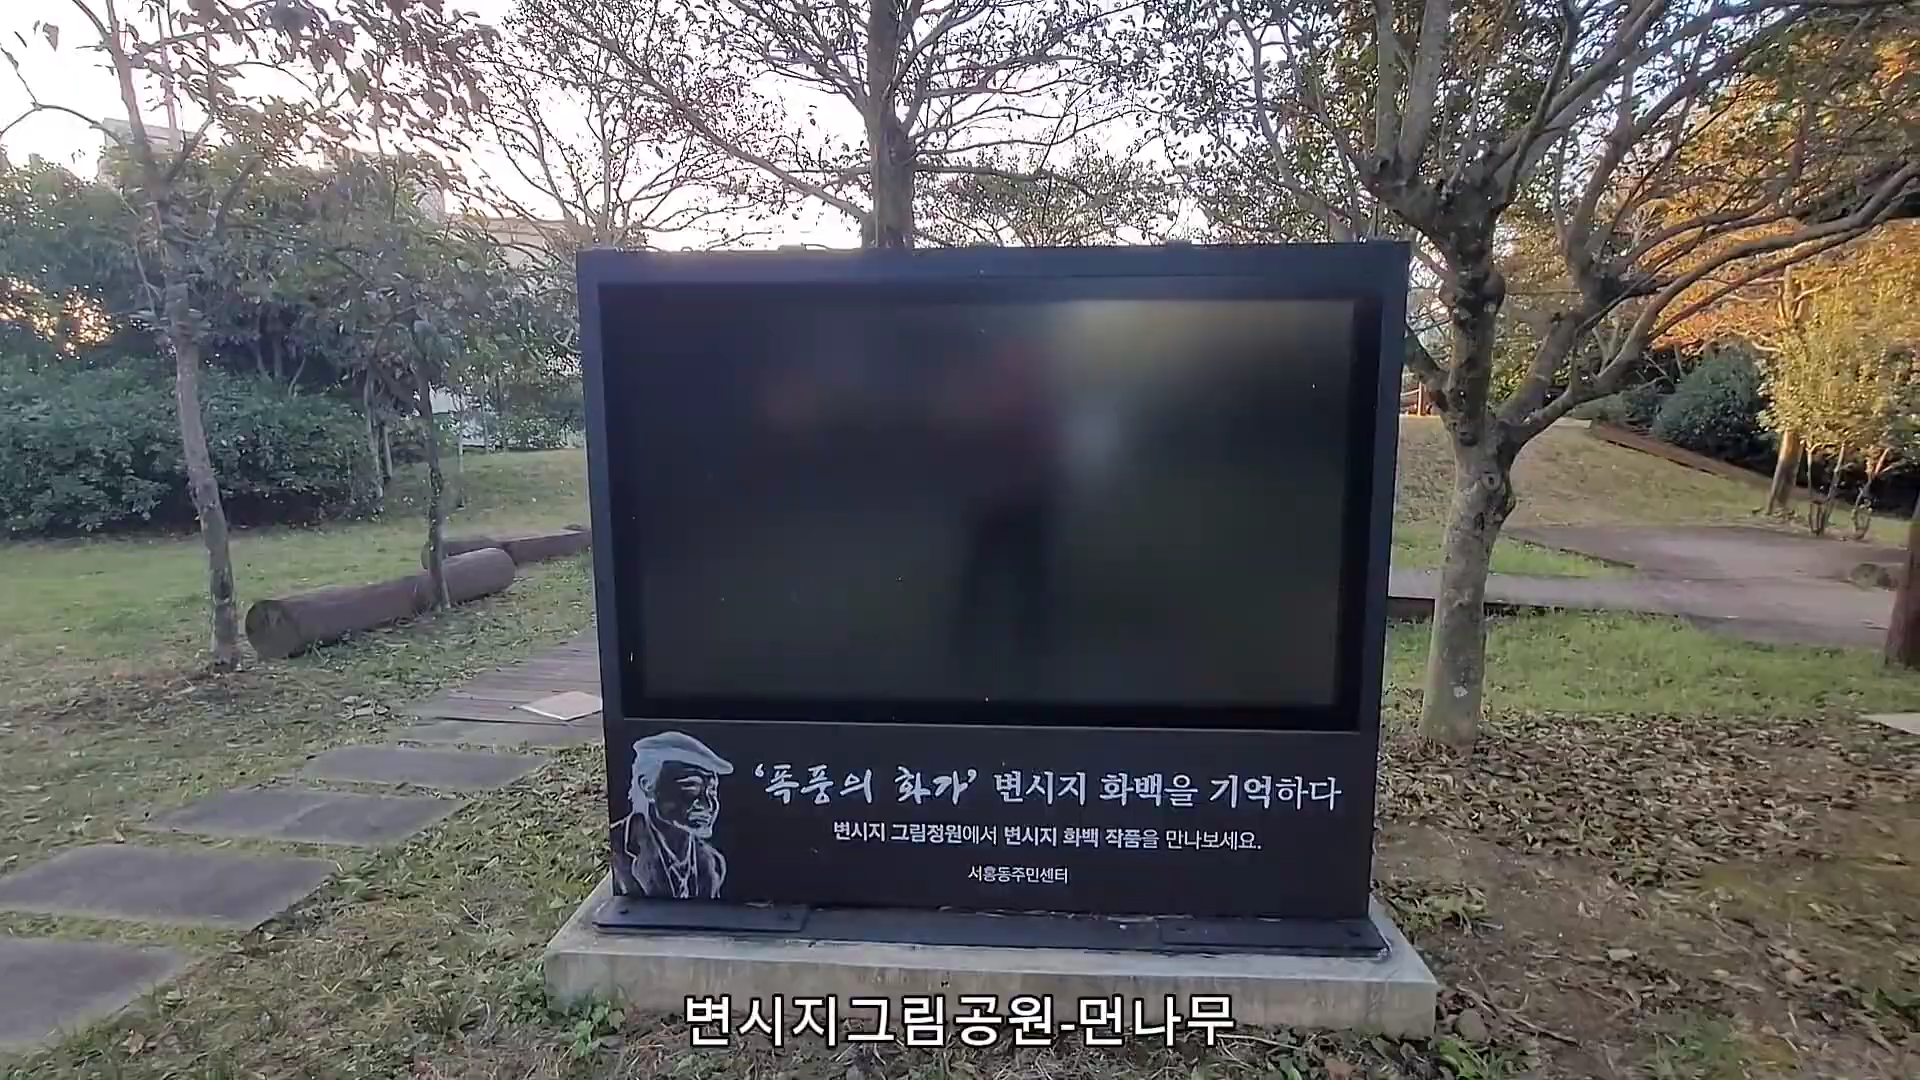 ‘폭풍의 화가’ 변시지 화백을 기억하다
변시지 그림정원에서 변시지 화백 작품을 만나보세요.
서홍동주민센터
변시지그림공원-먼나무